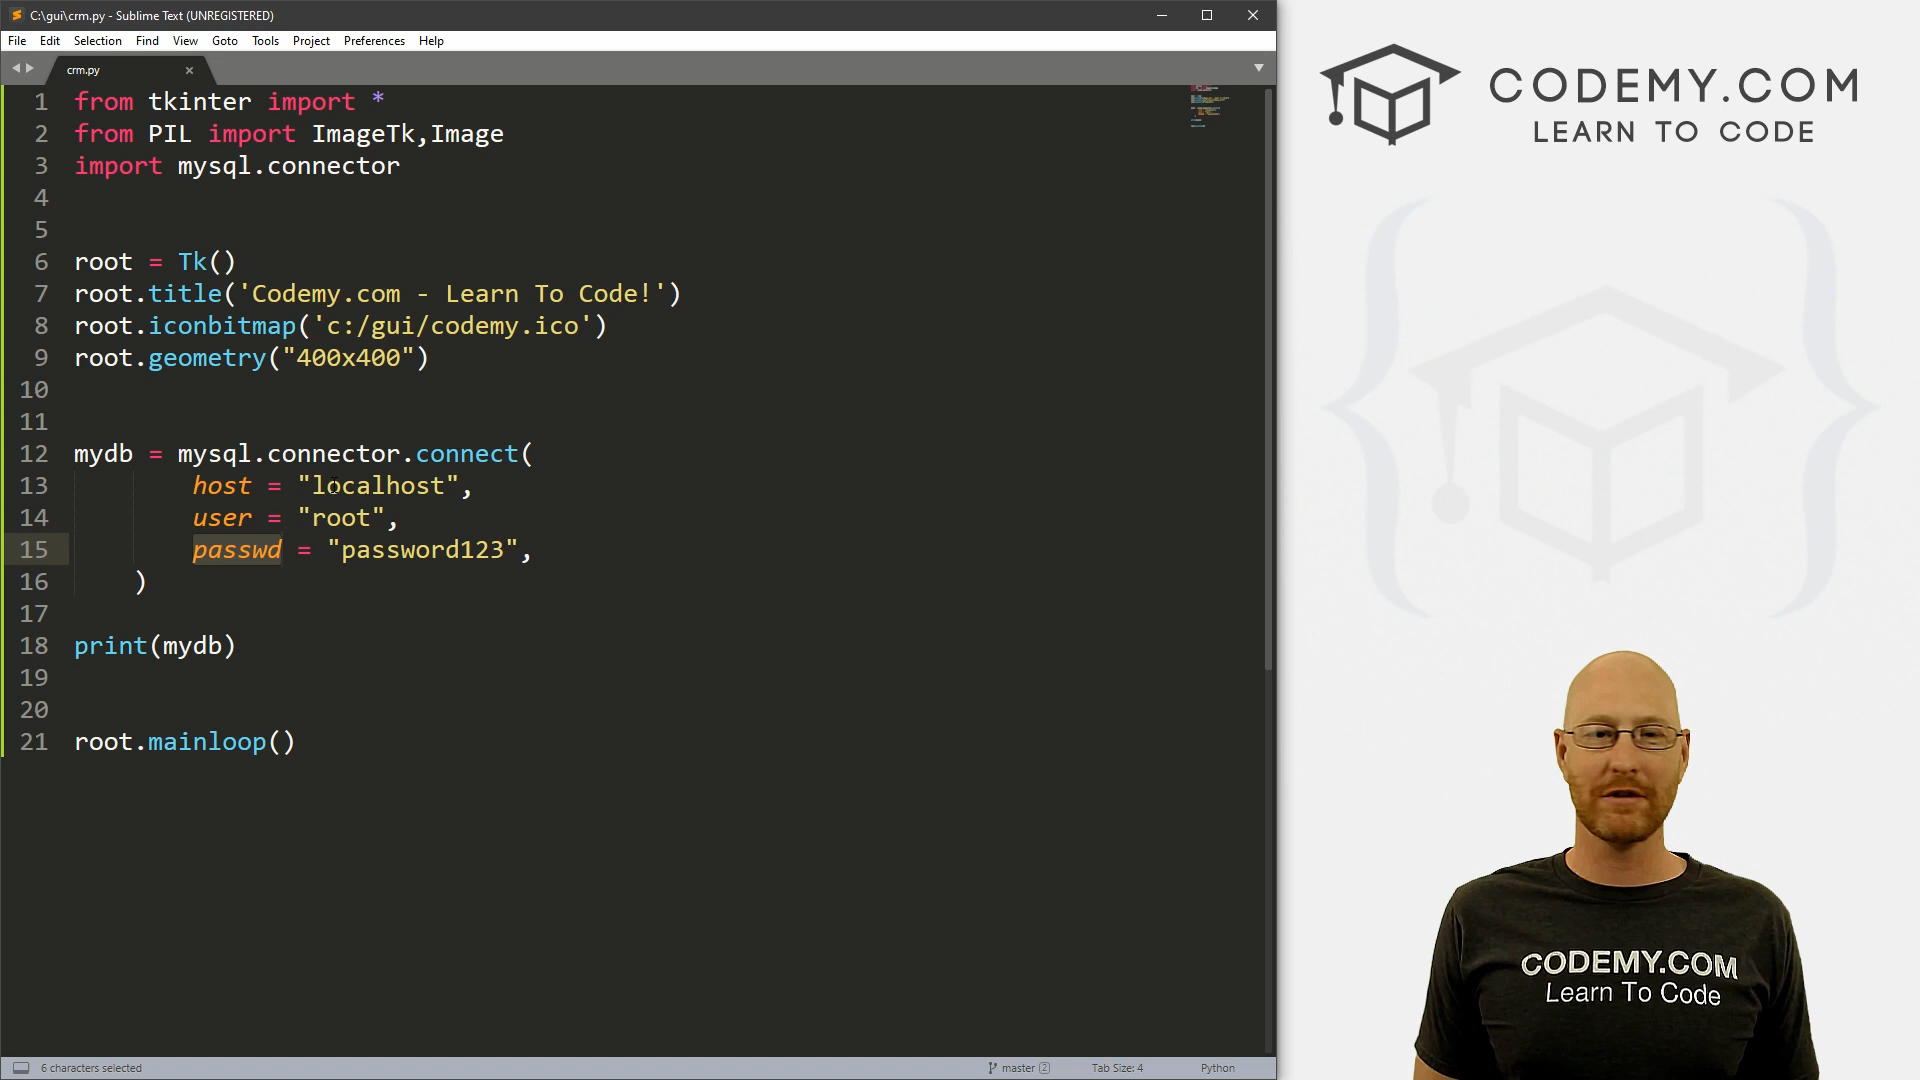 C:\gui\crm.py - Sublime Text (UNREGISTERED)
File Edit Selection Find View Goto Tools Project Preferences Help
crm.py
1 from tkinter import *
2 from PIL import ImageTk,Image
3 import mysql.connector
4
5
6 root = Tk()
7 root.title('Codemy.com - Learn To Code!')
8 root.iconbitmap('c:/gui/codemy.ico')
9 root.geometry("400x400")
10
11
12 mydb = mysql.connector.connect(
13 host = "localhost",
14 user = "root",
15 passwd = "password123",
16 )
17
18 print(mydb)
19
20
21 root.mainloop()
6 characters selected
master 2
Tab Size: 4
Python
CODEMY.COM
LEARN TO CODE
CODEMY.COM
Learn To Code